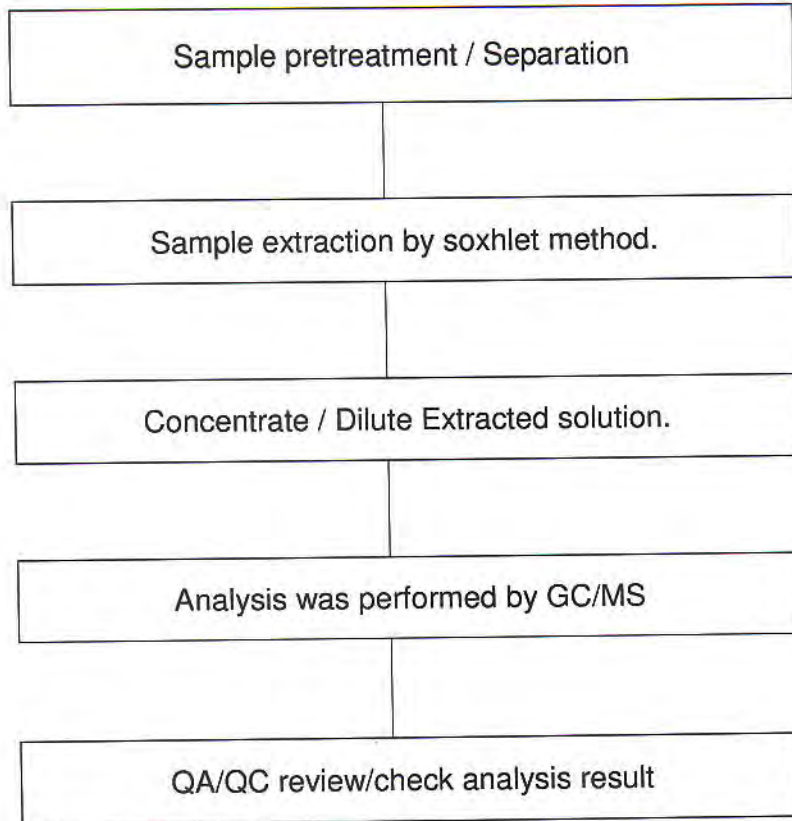 Sample pretreatment / Separation
Sample extraction by soxhlet method.
Concentrate / Dilute Extracted solution.
Analysis was performed by GC/MS
QA/QC review/check analysis result